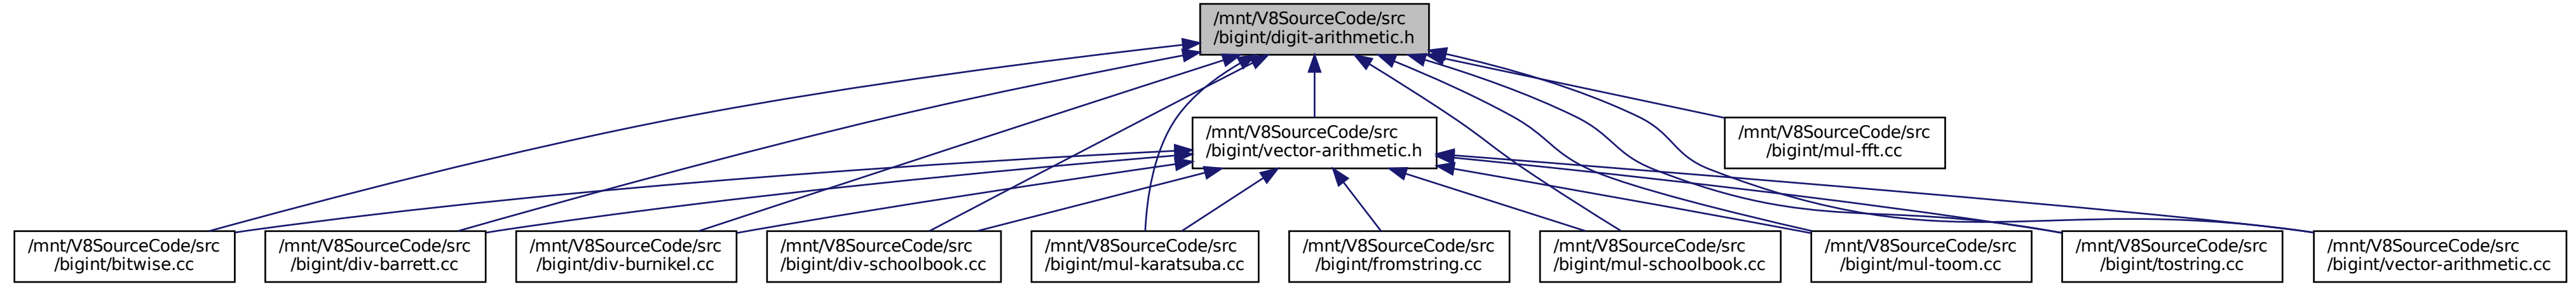 /mnt/V8SourceCode/src
/bigint/digit-arithmetic.h
/mnt/V8SourceCode/src
/bigint/vector-arithmetic.h
/mnt/V8SourceCode/src
/bigint/mul-fft.cc
/mnt/V8SourceCode/src
/bigint/bitwise.cc
/mnt/V8SourceCode/src
/bigint/div-barrett.cc
/mnt/V8SourceCode/src
/bigint/div-burnikel.cc
/mnt/V8SourceCode/src
/bigint/div-schoolbook.cc
/mnt/V8SourceCode/src
/bigint/mul-karatsuba.cc
/mnt/V8SourceCode/src
/bigint/fromstring.cc
/mnt/V8SourceCode/src
/bigint/mul-schoolbook.cc
/mnt/V8SourceCode/src
/bigint/mul-toom.cc
/mnt/V8SourceCode/src
/bigint/tostring.cc
/mnt/V8SourceCode/src
/bigint/vector-arithmetic.cc